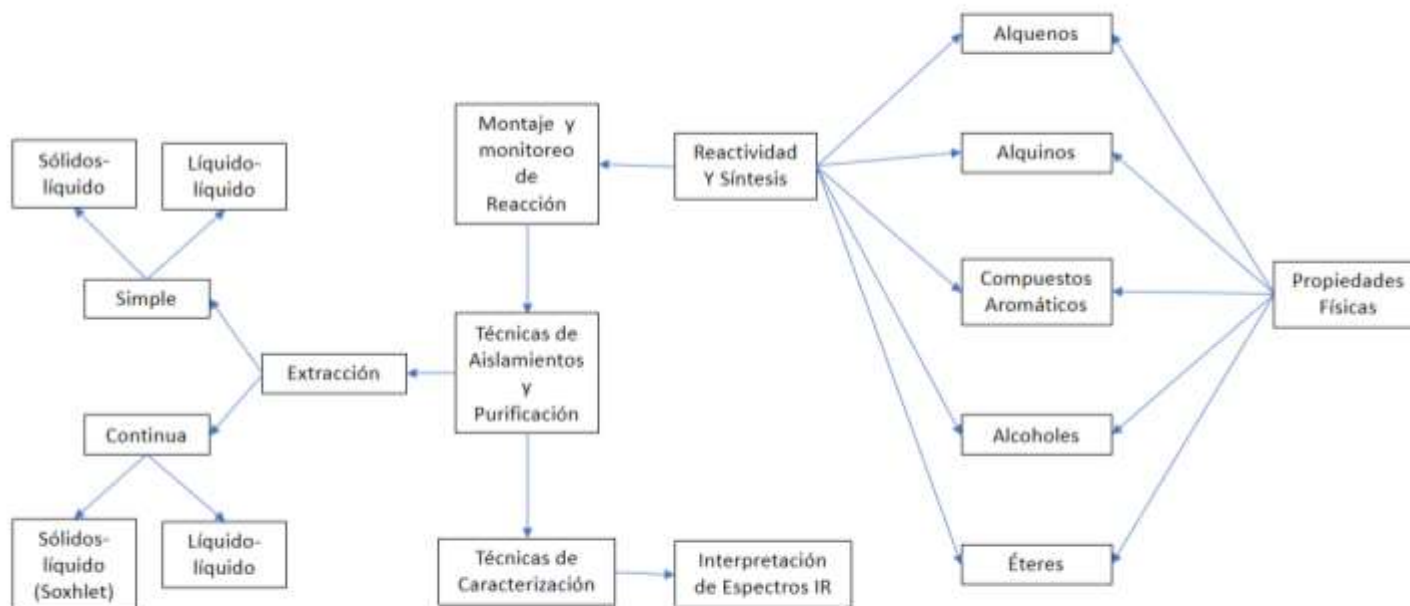 Alquenos
Montaje y
monitoreo
de
Reacción
Reactividad
Y Síntesis
Alquinos
Sólidos-
líquido
Líquido-
líquido
Simple
Compuestos
Aromáticos
Propiedades
Físicas
Técnicas de
Aislamientos
y
Purificación
Extracción
Continua
Alcoholes
Sólidos-
líquido
(Soxhlet)
Líquido-
líquido
Técnicas de
Caracterización
Interpretación
de Espectros IR
Éteres